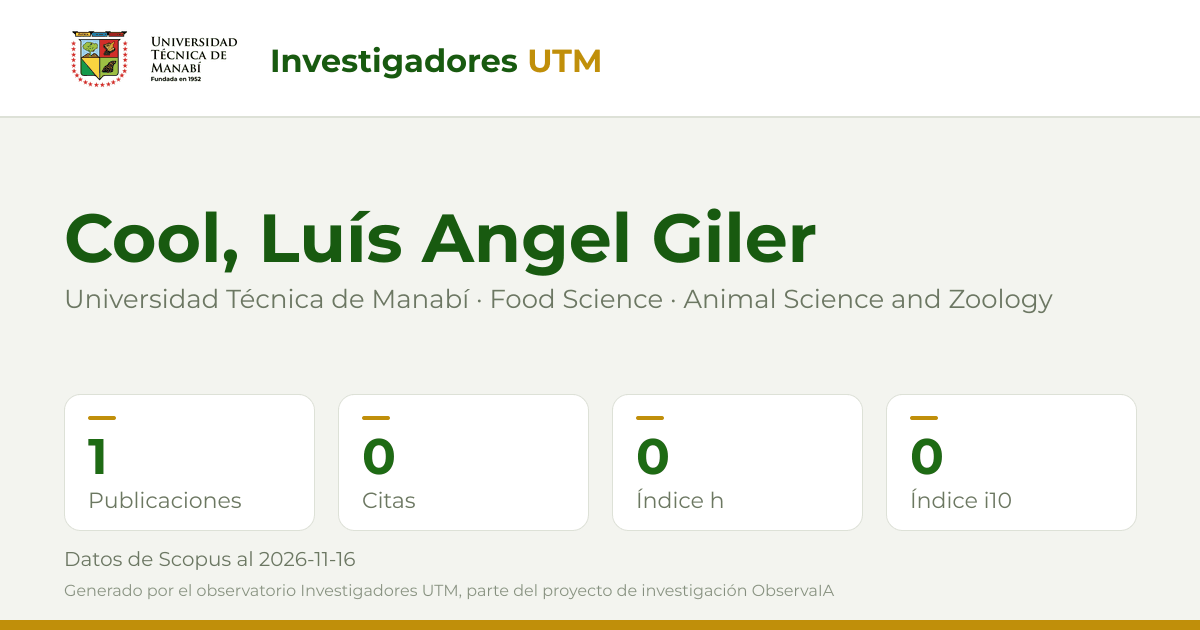 UNIVERSIDAD
TÉCNICA DE
MANABÍ
Fundada en 1952
Investigadores UTM
Cool, Luís Angel Giler
Universidad Técnica de Manabí · Food Science · Animal Science and Zoology
1
Publicaciones
0
Citas
0
Índice h
0
Índice i10
Datos de Scopus al 2026-11-16
Generado por el observatorio Investigadores UTM, parte del proyecto de investigación ObservaIA